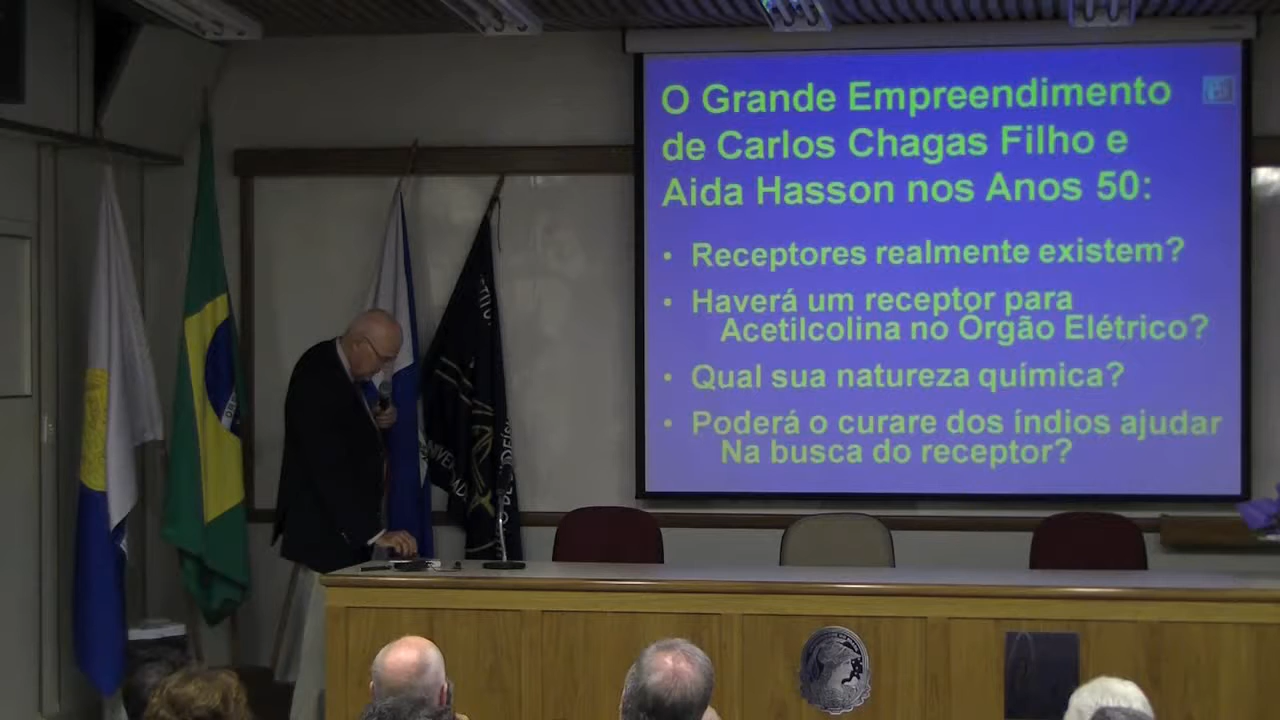 O Grande Empreendimento
de Carlos Chagas Filho e
Aida Hasson nos Anos 50:
• Receptores realmente existem?
• Haverá um receptor para
Acetilcolina no Órgão Elétrico?
• Qual sua natureza química?
• Poderá o curare dos índios ajudar
Na busca do receptor?